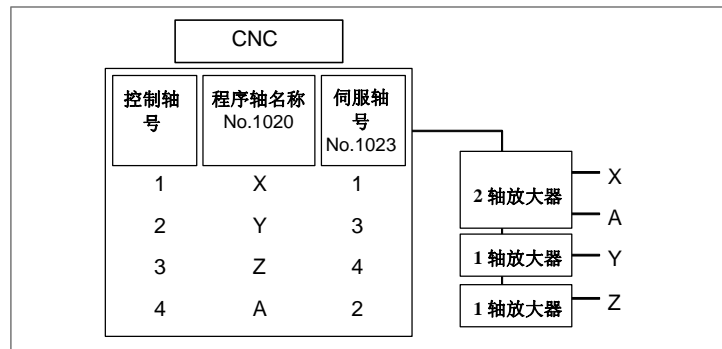 CNC
控制轴
号
程序轴名称
No.1020
伺服轴
号
No.1023
1 X 1
2 Y 3
3 Z 4
4 A 2
2 轴放大器
X
A
1 轴放大器
Y
1 轴放大器
Z